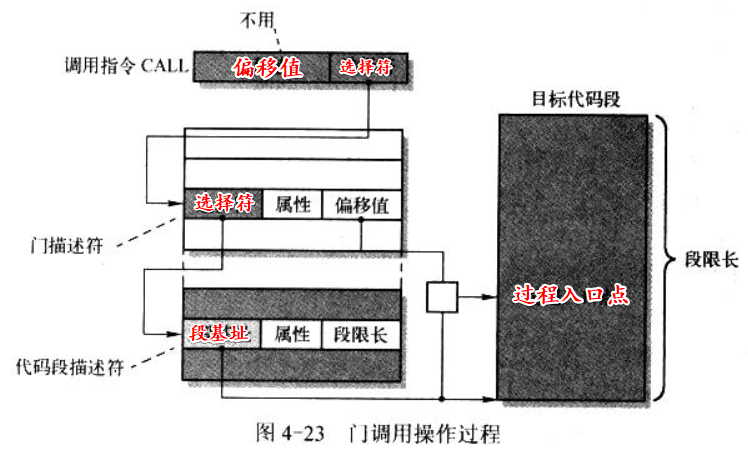 不用
调用指令 CALL
偏移值
选择符
目标代码段
选择符
属性
偏移值
门描述符
段限长
过程入口点
段基址
属性
段限长
代码段描述符
图 4-23 门调用操作过程